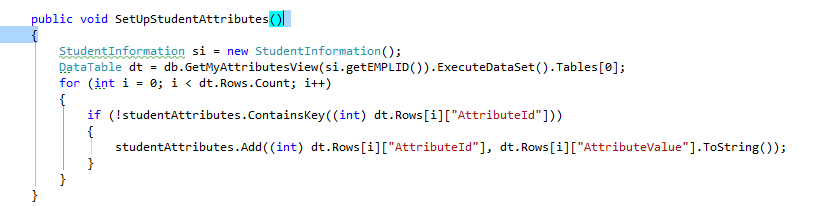 public void SetUpStudentAttributes()
{
StudentInformation si = new StudentInformation();
DataTable dt = db.GetMyAttributesView(si.getEMPLID()).ExecuteDataSet().Tables[0];
for (int i = 0; i < dt.Rows.Count; i++)
{
if (!studentAttributes.ContainsKey((int) dt.Rows[i]["AttributeId"]))
{
studentAttributes.Add((int) dt.Rows[i]["AttributeId"], dt.Rows[i]["AttributeValue"].ToString());
}
}
}